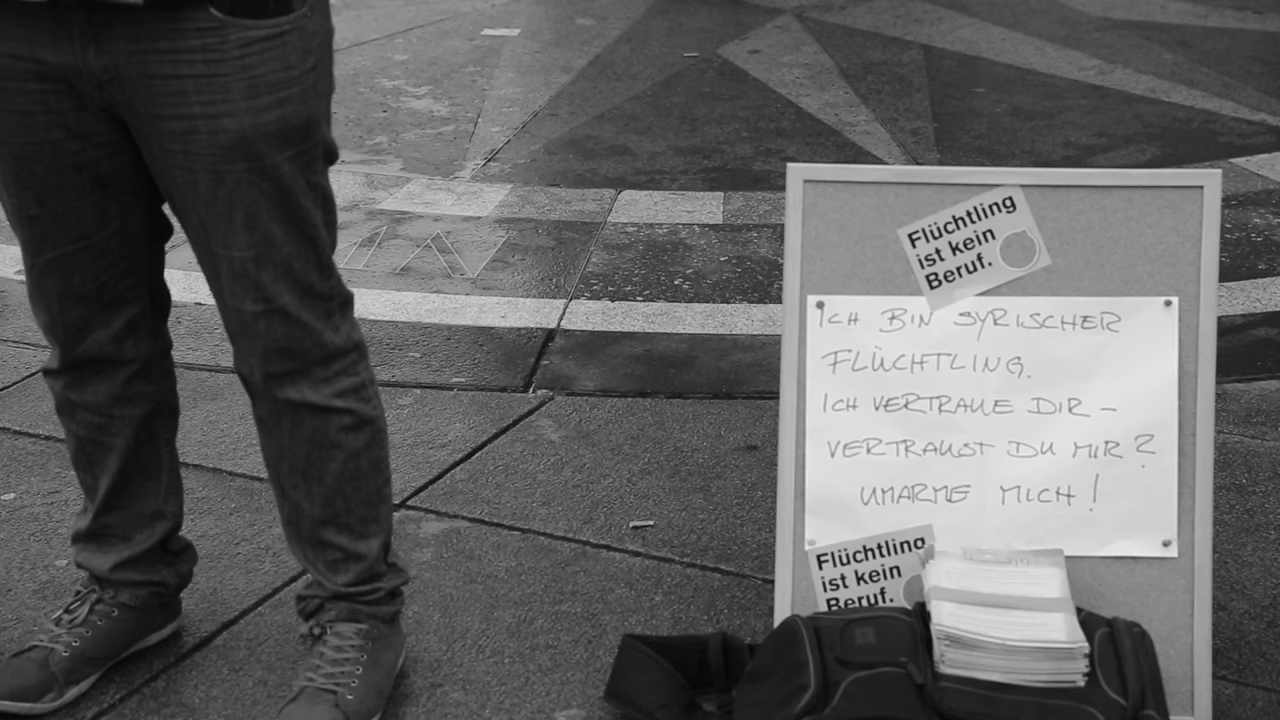 Flüchtling
ist kein
Beruf.
ICH BIN SYRISCHER
FLÜCHTLING.
ICH VERTRAUE DIR –
VERTRAUST DU MIR?
UMARME MICH!
Flüchtling
ist kein
Beruf.